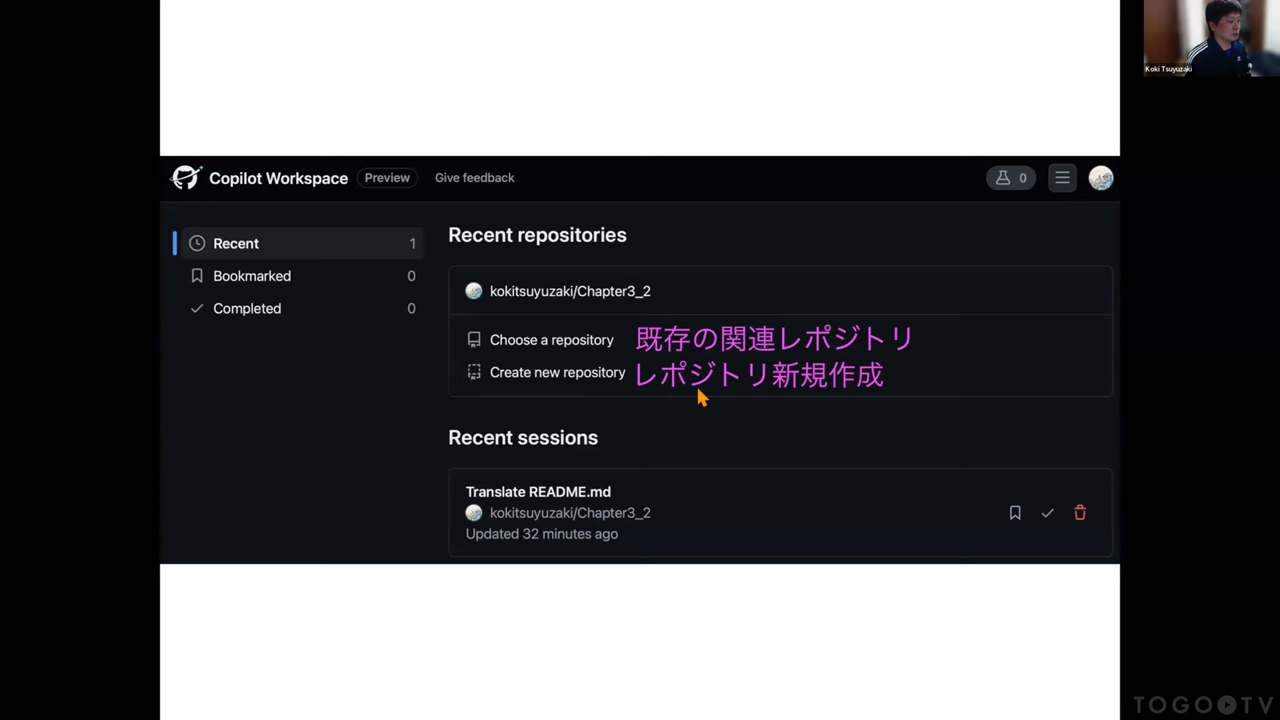 Koki Tsuyuzaki
Copilot Workspace Preview Give feedback 0
Recent 1
Bookmarked 0
Completed 0
Recent repositories
kokitsuyuzaki/Chapter3_2
Choose a repository 既存の関連レポジトリ
Create new repository レポジトリ新規作成
Recent sessions
Translate README.md
kokitsuyuzaki/Chapter3_2
Updated 32 minutes ago
TOGO TV